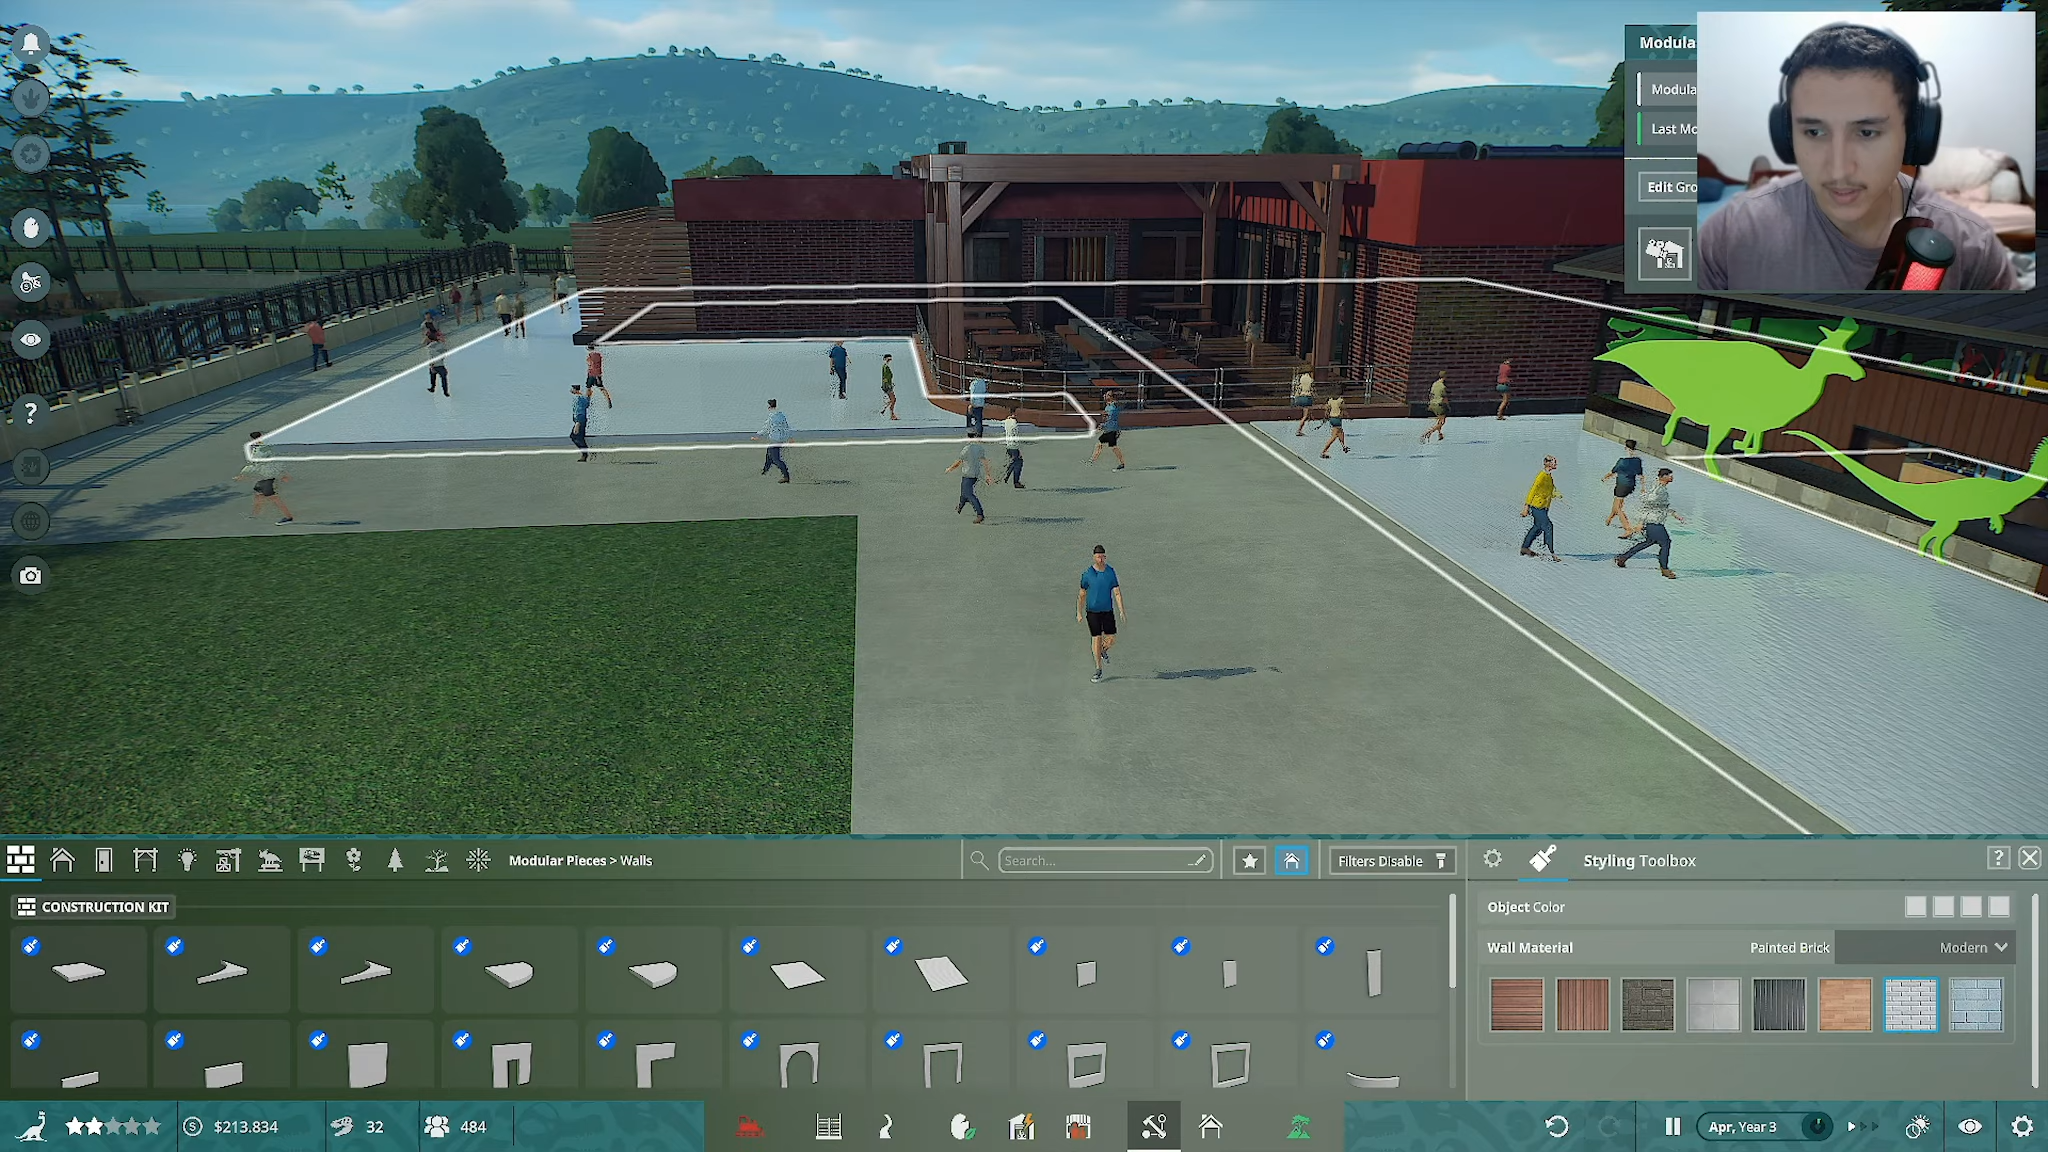 Modula
Modula
Last Mo
Edit Gro
?
Modular Pieces > Walls
Search...
Filters Disable
Styling Toolbox
?
CONSTRUCTION KIT
Object Color
Wall Material
Painted Brick
Modern
$213.834
32
484
Apr, Year 3